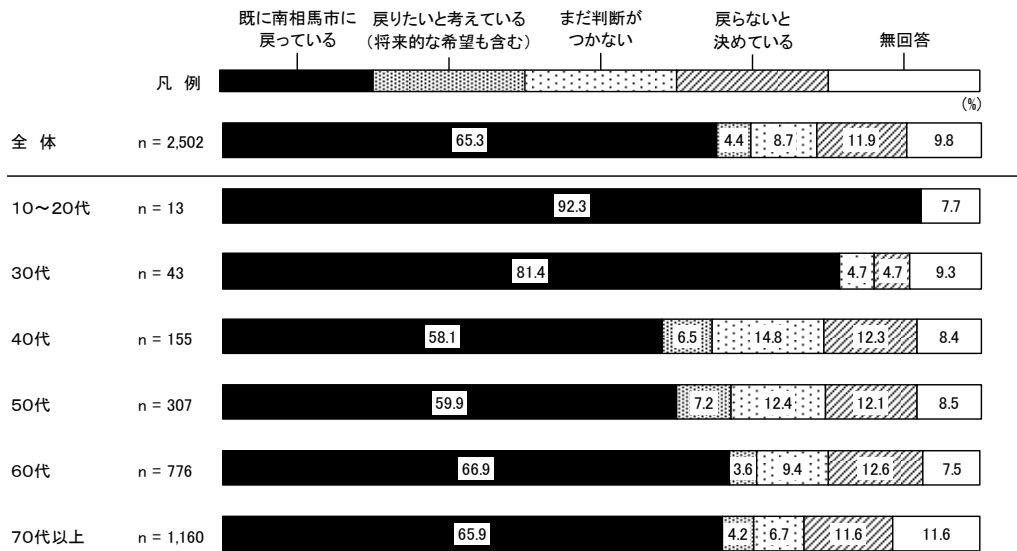 既に南相馬市に
戻っている
戻りたいと考えている
（将来的な希望も含む）
まだ判断が
つかない
戻らないと
決めている
無回答
凡 例
(%)
全 体 n = 2,502 65.3 4.4 8.7 11.9 9.8
10～20代 n = 13 92.3 7.7
30代 n = 43 81.4 4.7 4.7 9.3
40代 n = 155 58.1 6.5 14.8 12.3 8.4
50代 n = 307 59.9 7.2 12.4 12.1 8.5
60代 n = 776 66.9 3.6 9.4 12.6 7.5
70代以上 n = 1,160 65.9 4.2 6.7 11.6 11.6